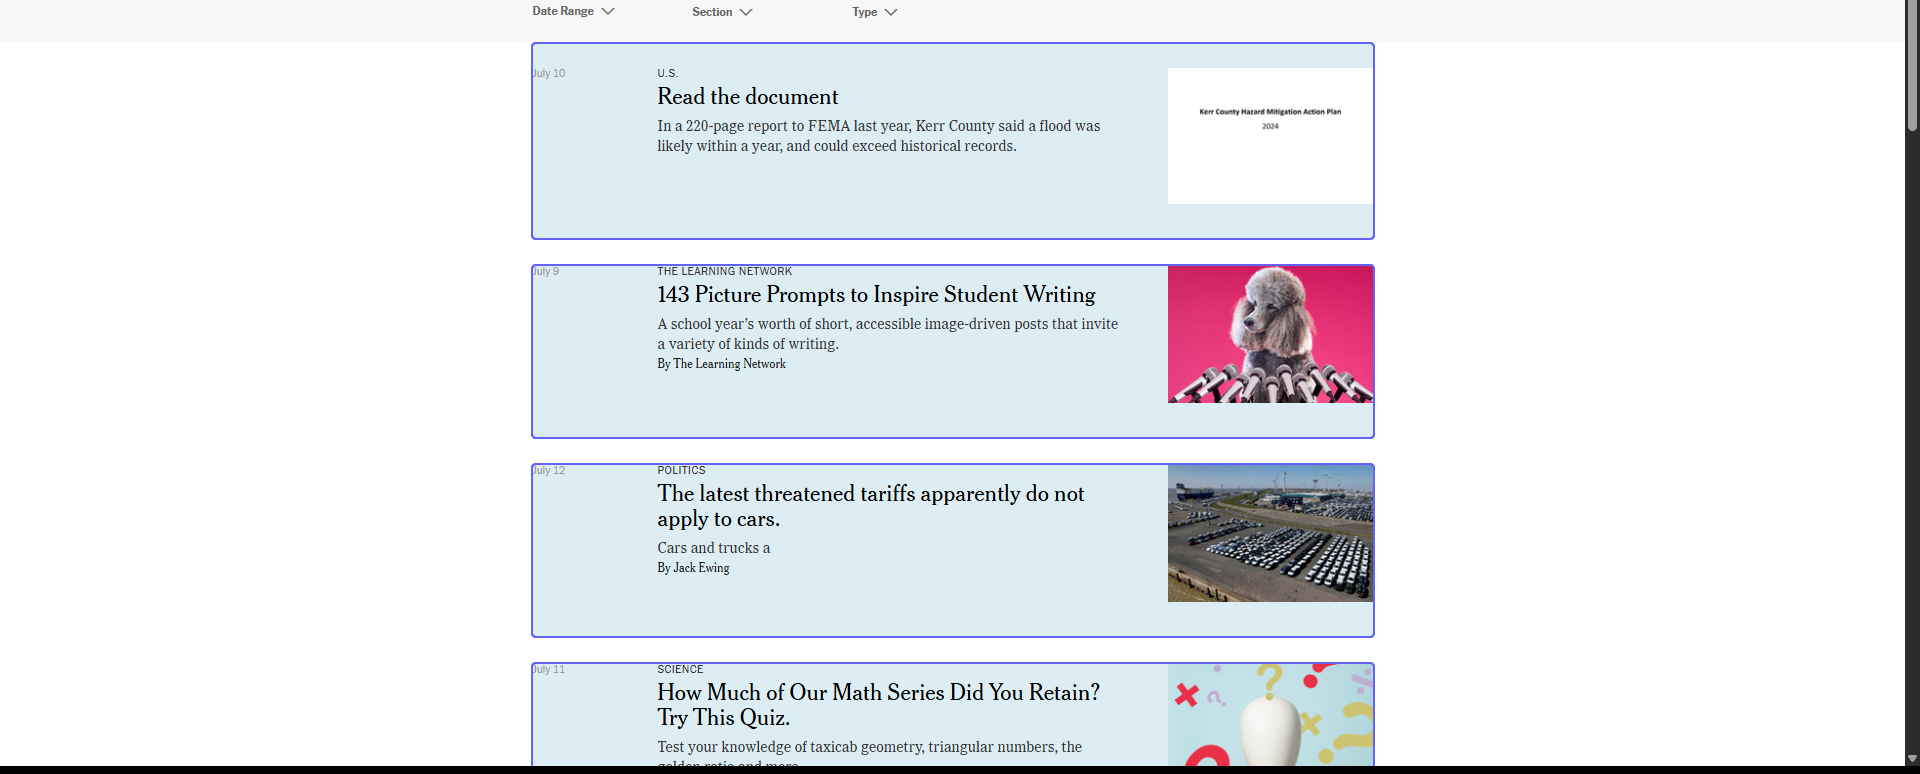 Date Range
Section
Type
July 10
U.S.
Read the document
In a 220-page report to FEMA last year, Kerr County said a flood was
likely within a year, and could exceed historical records.
Kerr County Hazard Mitigation Action Plan
2024
July 9
THE LEARNING NETWORK
143 Picture Prompts to Inspire Student Writing
A school year’s worth of short, accessible image-driven posts that invite
a variety of kinds of writing.
By The Learning Network
July 12
POLITICS
The latest threatened tariffs apparently do not
apply to cars.
Cars and trucks a
By Jack Ewing
July 11
SCIENCE
How Much of Our Math Series Did You Retain?
Try This Quiz.
Test your knowledge of taxicab geometry, triangular numbers, the
golden ratio and more.